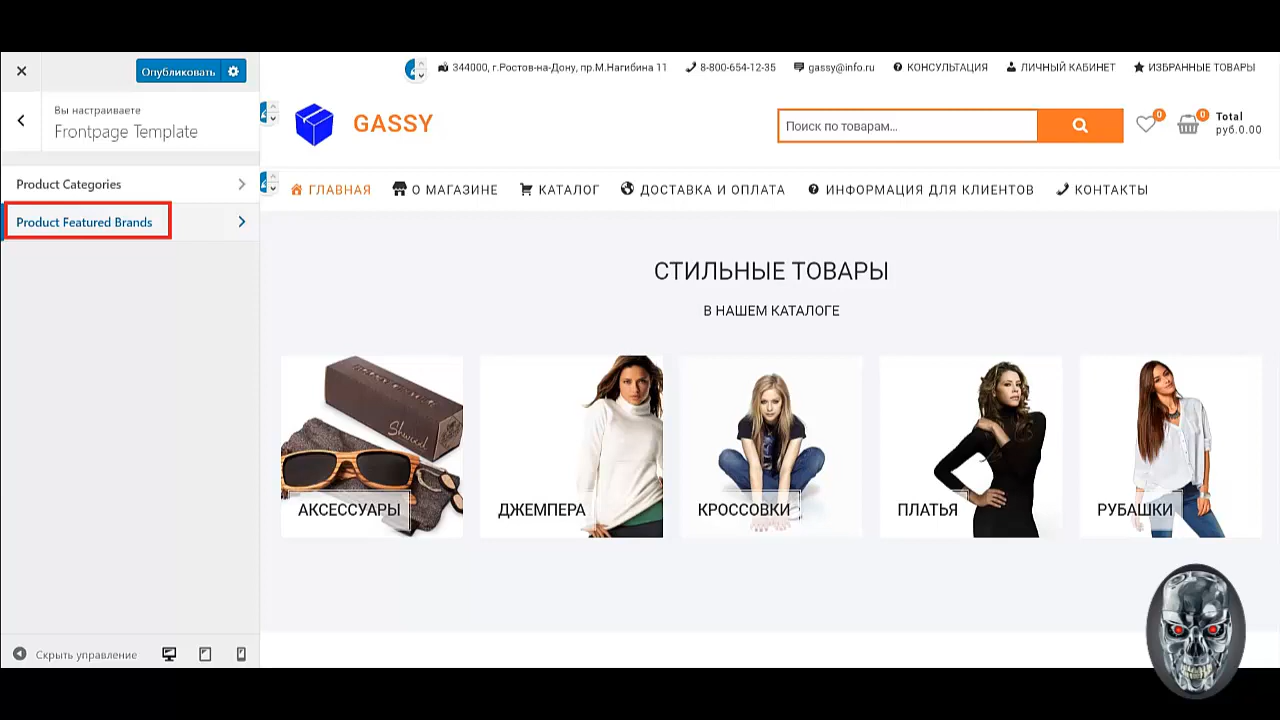 Опубликовать
Вы настраиваете
Frontpage Template
Product Categories
Product Featured Brands
Скрыть управление
344000, г.Ростов-на-Дону, пр.М.Нагибина 11 8-800-654-12-35 gassy@info.ru КОНСУЛЬТАЦИЯ ЛИЧНЫЙ КАБИНЕТ ИЗБРАННЫЕ ТОВАРЫ
GASSY
Поиск по товарам...
0
0
Total
руб.0.00
ГЛАВНАЯ О МАГАЗИНЕ КАТАЛОГ ДОСТАВКА И ОПЛАТА ИНФОРМАЦИЯ ДЛЯ КЛИЕНТОВ КОНТАКТЫ
СТИЛЬНЫЕ ТОВАРЫ
В НАШЕМ КАТАЛОГЕ
Shwood
АКСЕССУАРЫ ДЖЕМПЕРА КРОССОВКИ ПЛАТЬЯ РУБАШКИ